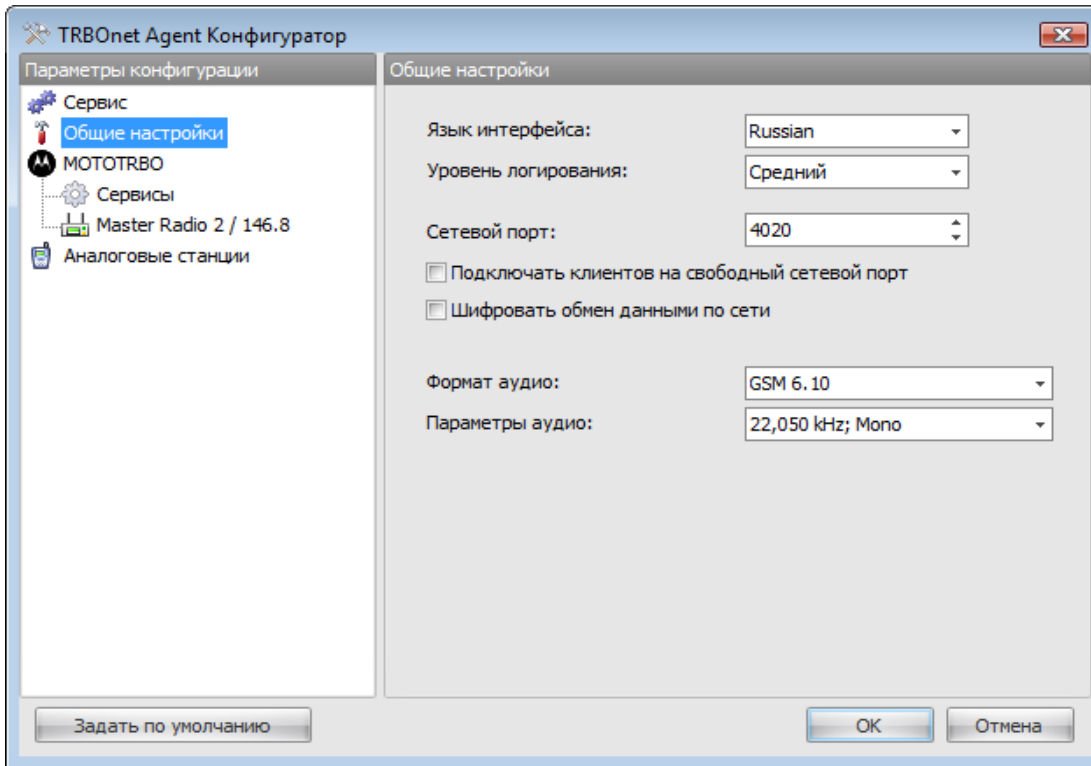 TRBOnet Agent Конфигуратор
Параметры конфигурации
Сервис
Общие настройки
MOTOTRBO
Сервисы
Master Radio 2 / 146.8
Аналоговые станции
Общие настройки
Язык интерфейса: Russian
Уровень логирования: Средний
Сетевой порт: 4020
Подключать клиентов на свободный сетевой порт
Шифровать обмен данными по сети
Формат аудио: GSM 6.10
Параметры аудио: 22,050 kHz; Mono
Задать по умолчанию
OK
Отмена